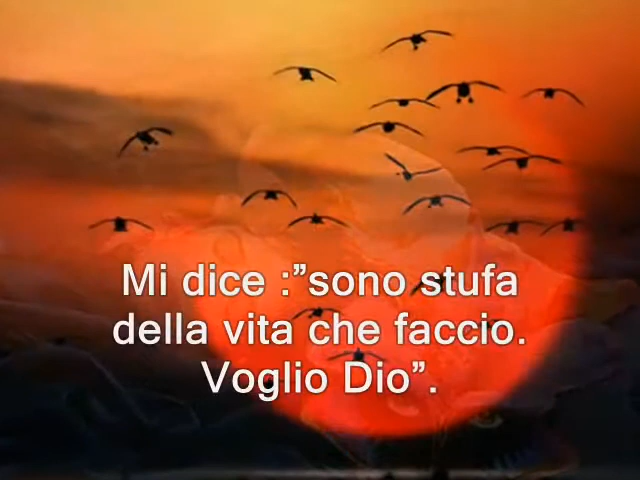 Mi dice :”sono stufa
della vita che faccio.
Voglio Dio”.